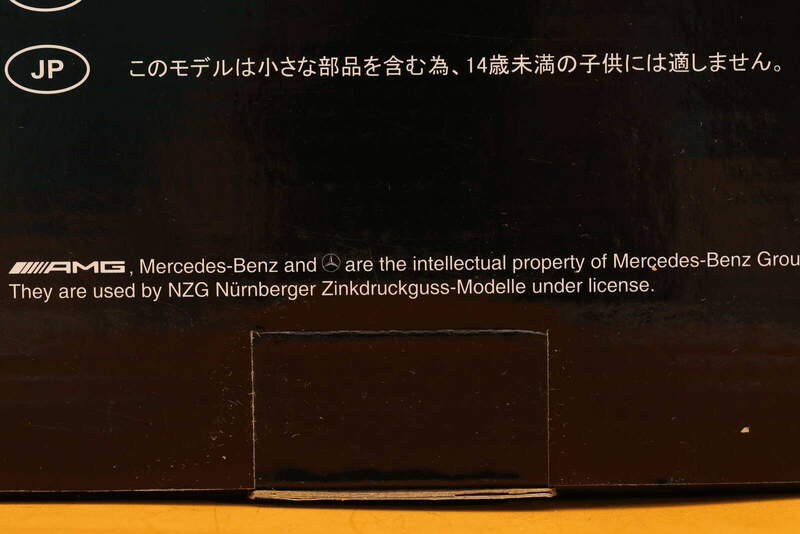 JP このモデルは小さな部品を含む為、14歳未満の子供には適しません。
AMG, Mercedes-Benz and are the intellectual property of Mercedes-Benz Grou
They are used by NZG Nürnberger Zinkdruckguss-Modelle under license.